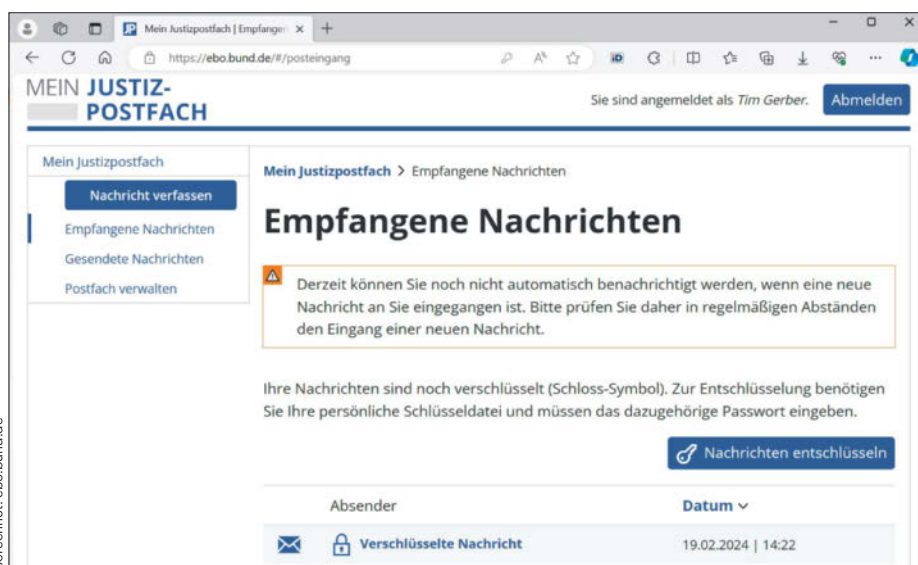 Mein Justizpostfach | Empfangen
https://ebo.bund.de/#/posteingang
MEIN JUSTIZ-
POSTFACH
Sie sind angemeldet als Tim Gerber.
Abmelden
Mein Justizpostfach
Nachricht verfassen
Empfangene Nachrichten
Gesendete Nachrichten
Postfach verwalten
Mein Justizpostfach > Empfangene Nachrichten
Empfangene Nachrichten
Derzeit können Sie noch nicht automatisch benachrichtigt werden, wenn eine neue
Nachricht an Sie eingegangen ist. Bitte prüfen Sie daher in regelmäßigen Abständen
den Eingang einer neuen Nachricht.
Ihre Nachrichten sind noch verschlüsselt (Schloss-Symbol). Zur Entschlüsselung benötigen
Sie Ihre persönliche Schlüsseldatei und müssen das dazugehörige Passwort eingeben.
Nachrichten entschlüsseln
Absender Datum
Verschlüsselte Nachricht 19.02.2024 | 14:22